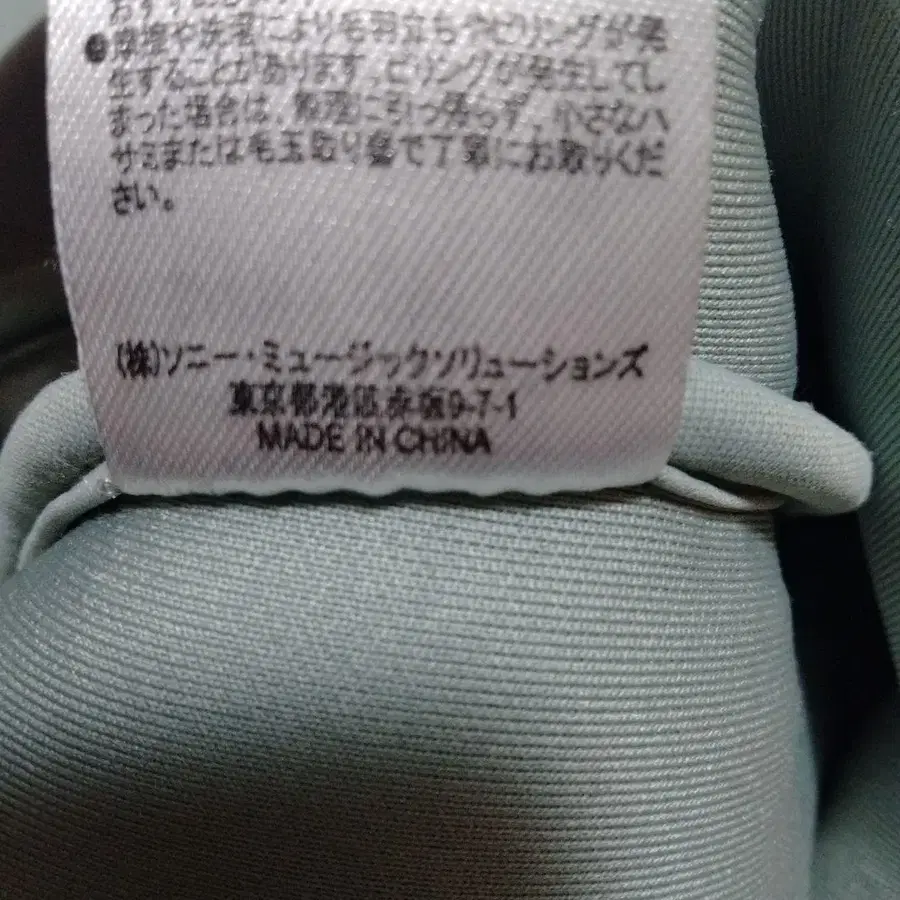 ●摩擦や洗濯により毛羽立ちやピリングが発
生することがあります。ピリングが発生してし
まった場合は、無理に引っ張らず、小さなハ
サミまたは毛玉取り器で丁寧にお取りくだ
さい。
(株)ソニー・ミュージックソリューションズ
東京都港区赤坂9-7-1
MADE IN CHINA